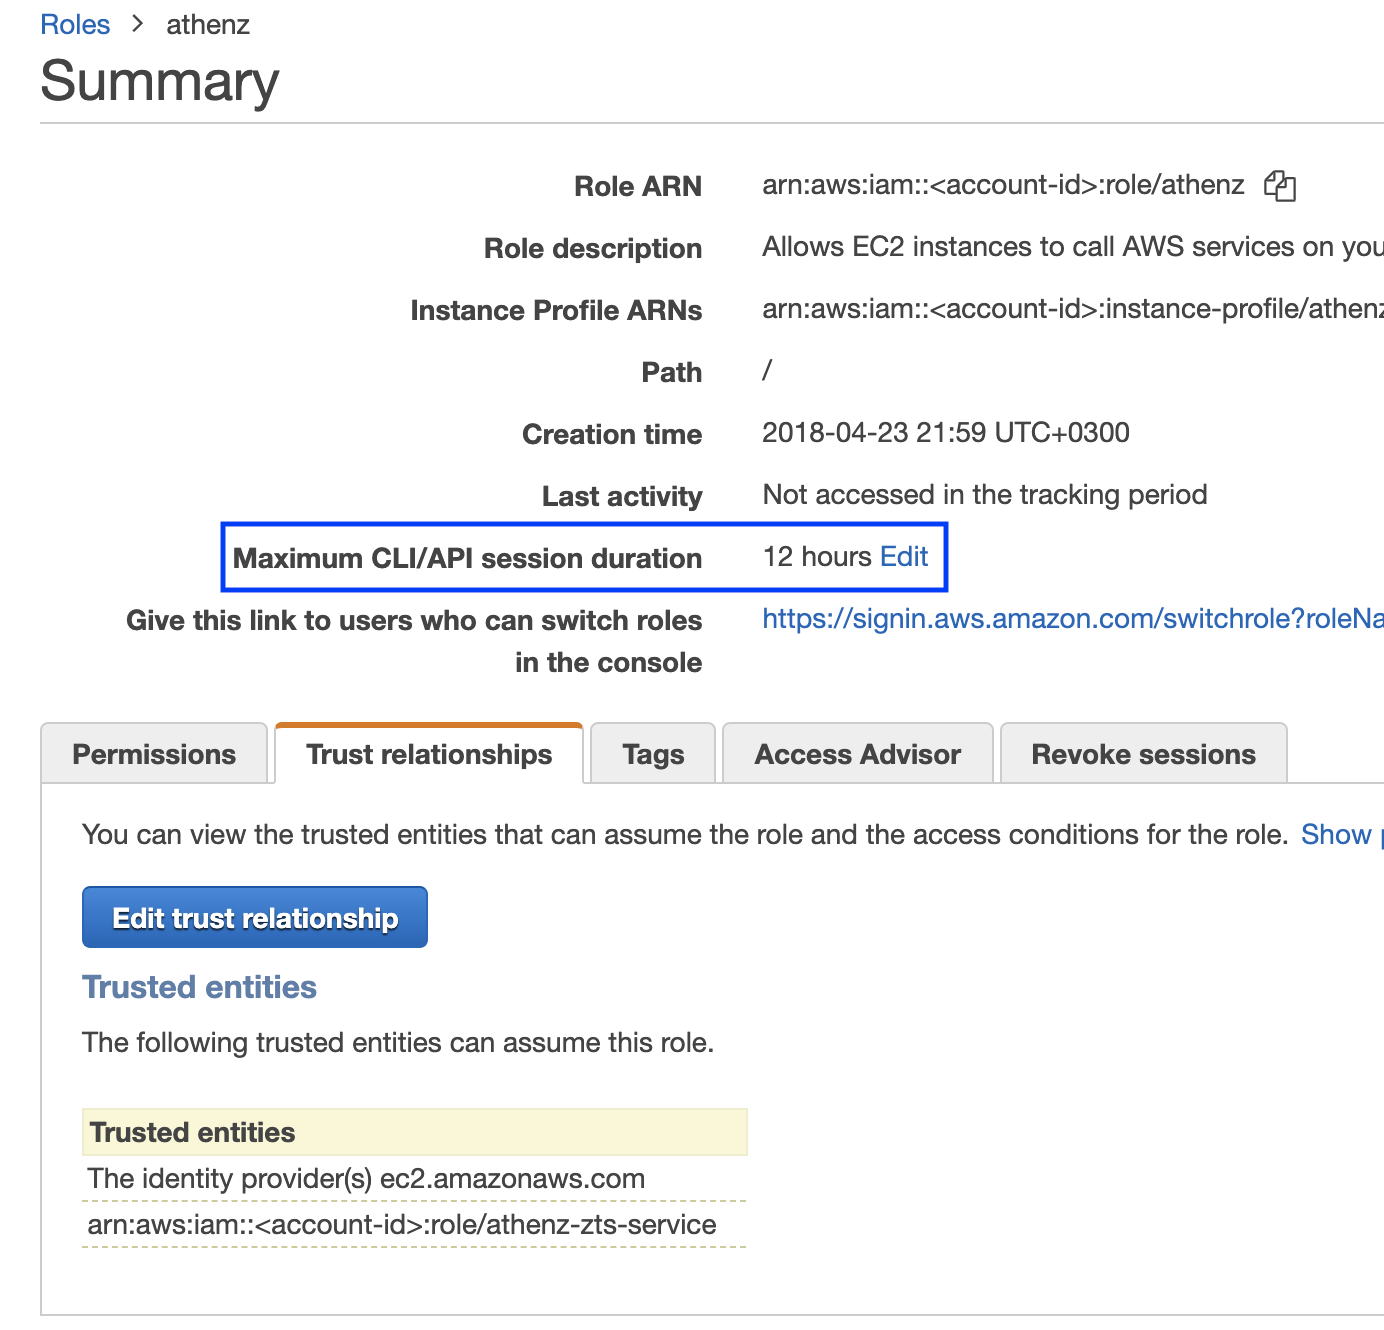 Roles > athenz
Summary
Role ARN arn:aws:iam::<account-id>:role/athenz
Role description Allows EC2 instances to call AWS services on you
Instance Profile ARNs arn:aws:iam::<account-id>:instance-profile/athenz
Path /
Creation time 2018-04-23 21:59 UTC+0300
Last activity Not accessed in the tracking period
Maximum CLI/API session duration 12 hours Edit
Give this link to users who can switch roles https://signin.aws.amazon.com/switchrole?roleNa
in the console
Permissions Trust relationships Tags Access Advisor Revoke sessions
You can view the trusted entities that can assume the role and the access conditions for the role. Show p
Edit trust relationship
Trusted entities
The following trusted entities can assume this role.
Trusted entities
The identity provider(s) ec2.amazonaws.com
arn:aws:iam::<account-id>:role/athenz-zts-service